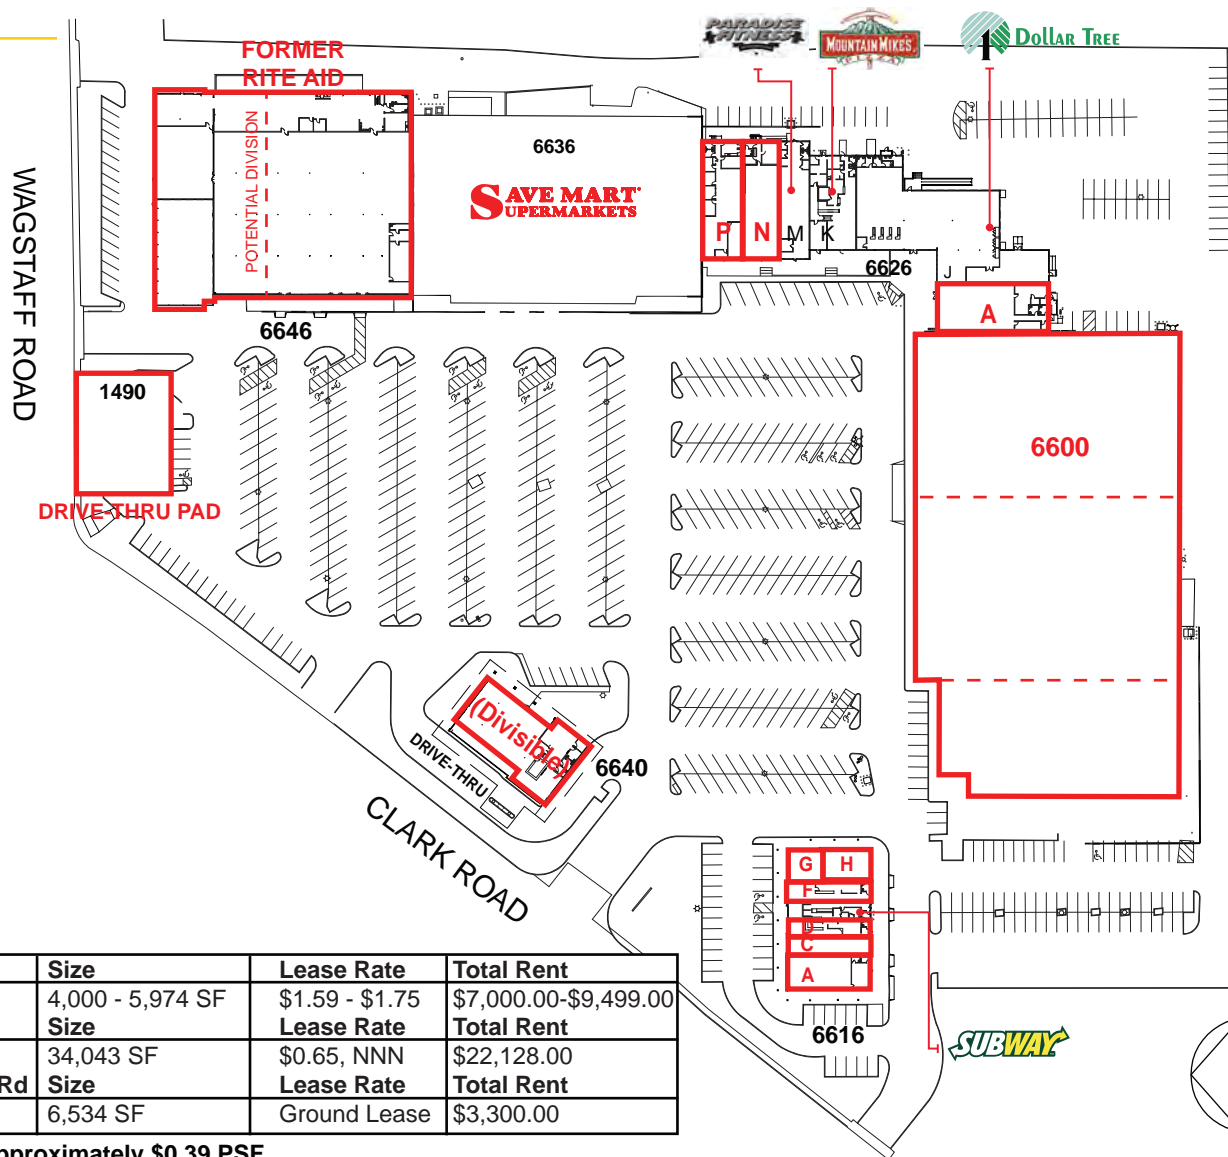 FORMER
RITE AID
PARADISE
FITNESS
MOUNTAIN MIKE'S
PIZZA
1 DOLLAR TREE
POTENTIAL DIVISION
6636
SAVE MART
SUPERMARKETS
P
N
M
K
6626
J
A
WAGSTAFF ROAD
6646
1490
DRIVE-THRU PAD
6600
(Divisible)
DRIVE-THRU
6640
CLARK ROAD
G
H
F
D
C
A
6616
SUBWAY
Size Lease Rate Total Rent
4,000 - 5,974 SF $1.59 - $1.75 $7,000.00-$9,499.00
Size Lease Rate Total Rent
34,043 SF $0.65, NNN $22,128.00
Rd Size Lease Rate Total Rent
6,534 SF Ground Lease $3,300.00
pproximately $0.39 PSF